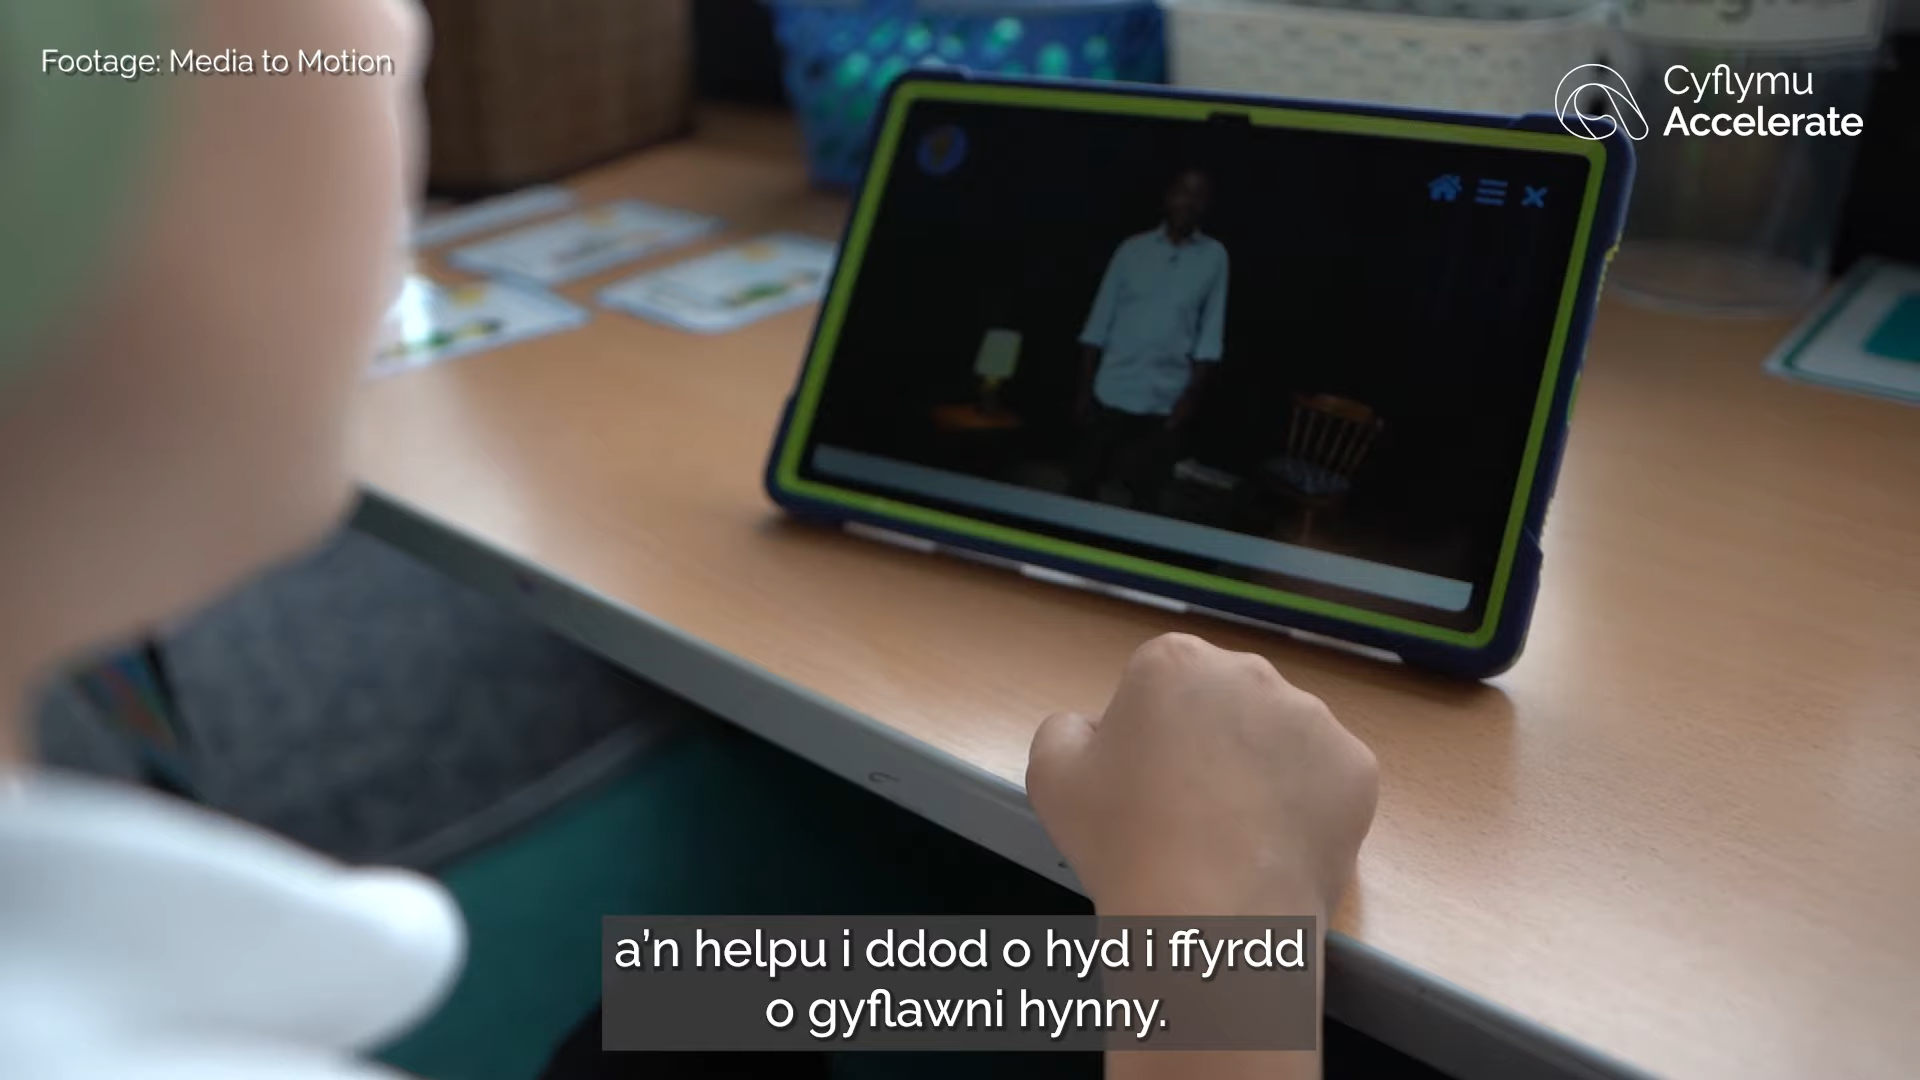 Footage: Media to Motion
Cyflymu
Accelerate
a'n helpu i ddod o hyd i ffyrdd
o gyflawni hynny.